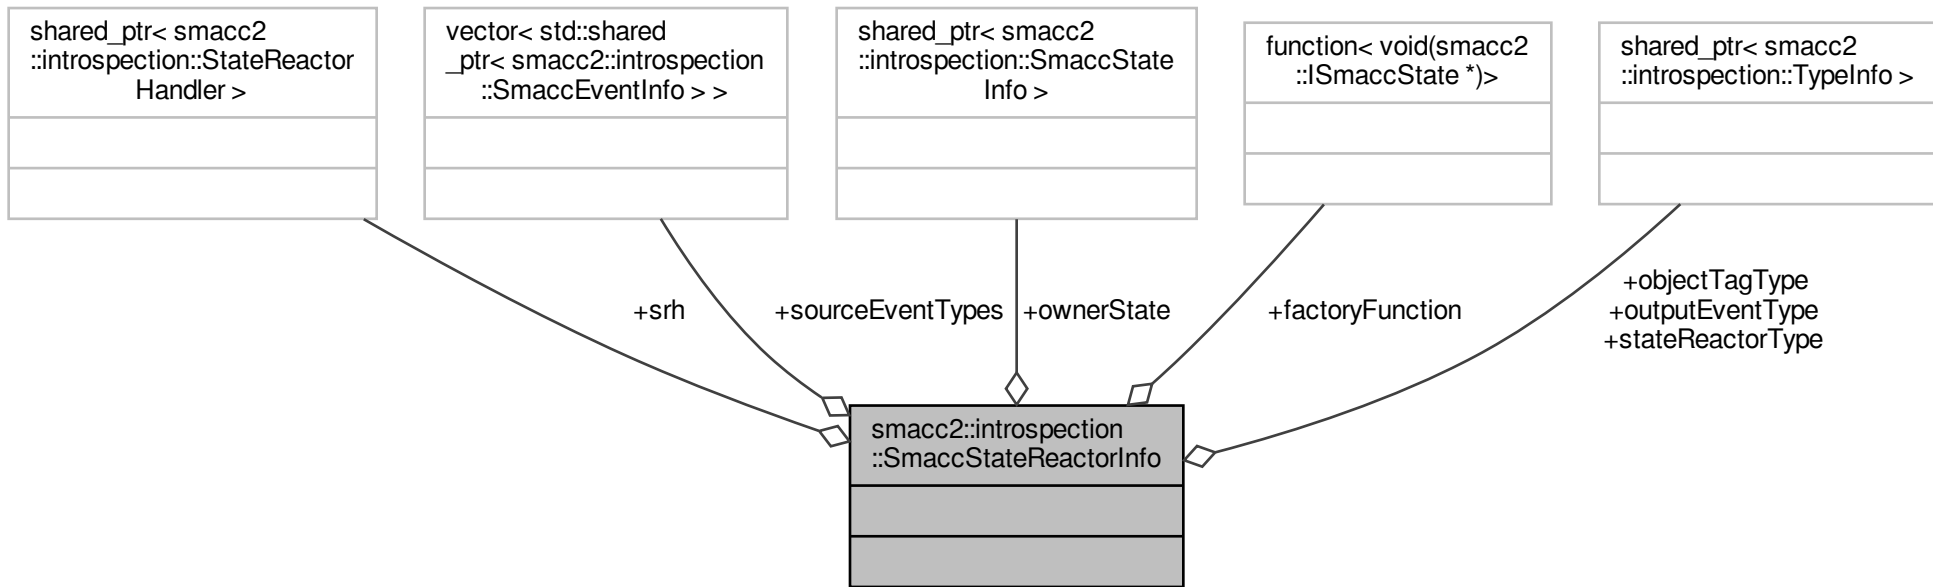 shared_ptr< smacc2
::introspection::StateReactor
Handler >
vector< std::shared
_ptr< smacc2::introspection
::SmaccEventInfo > >
shared_ptr< smacc2
::introspection::SmaccState
Info >
function< void(smacc2
::ISmaccState *)>
shared_ptr< smacc2
::introspection::TypeInfo >
+srh
+sourceEventTypes
+ownerState
+factoryFunction
+objectTagType
+outputEventType
+stateReactorType
smacc2::introspection
::SmaccStateReactorInfo